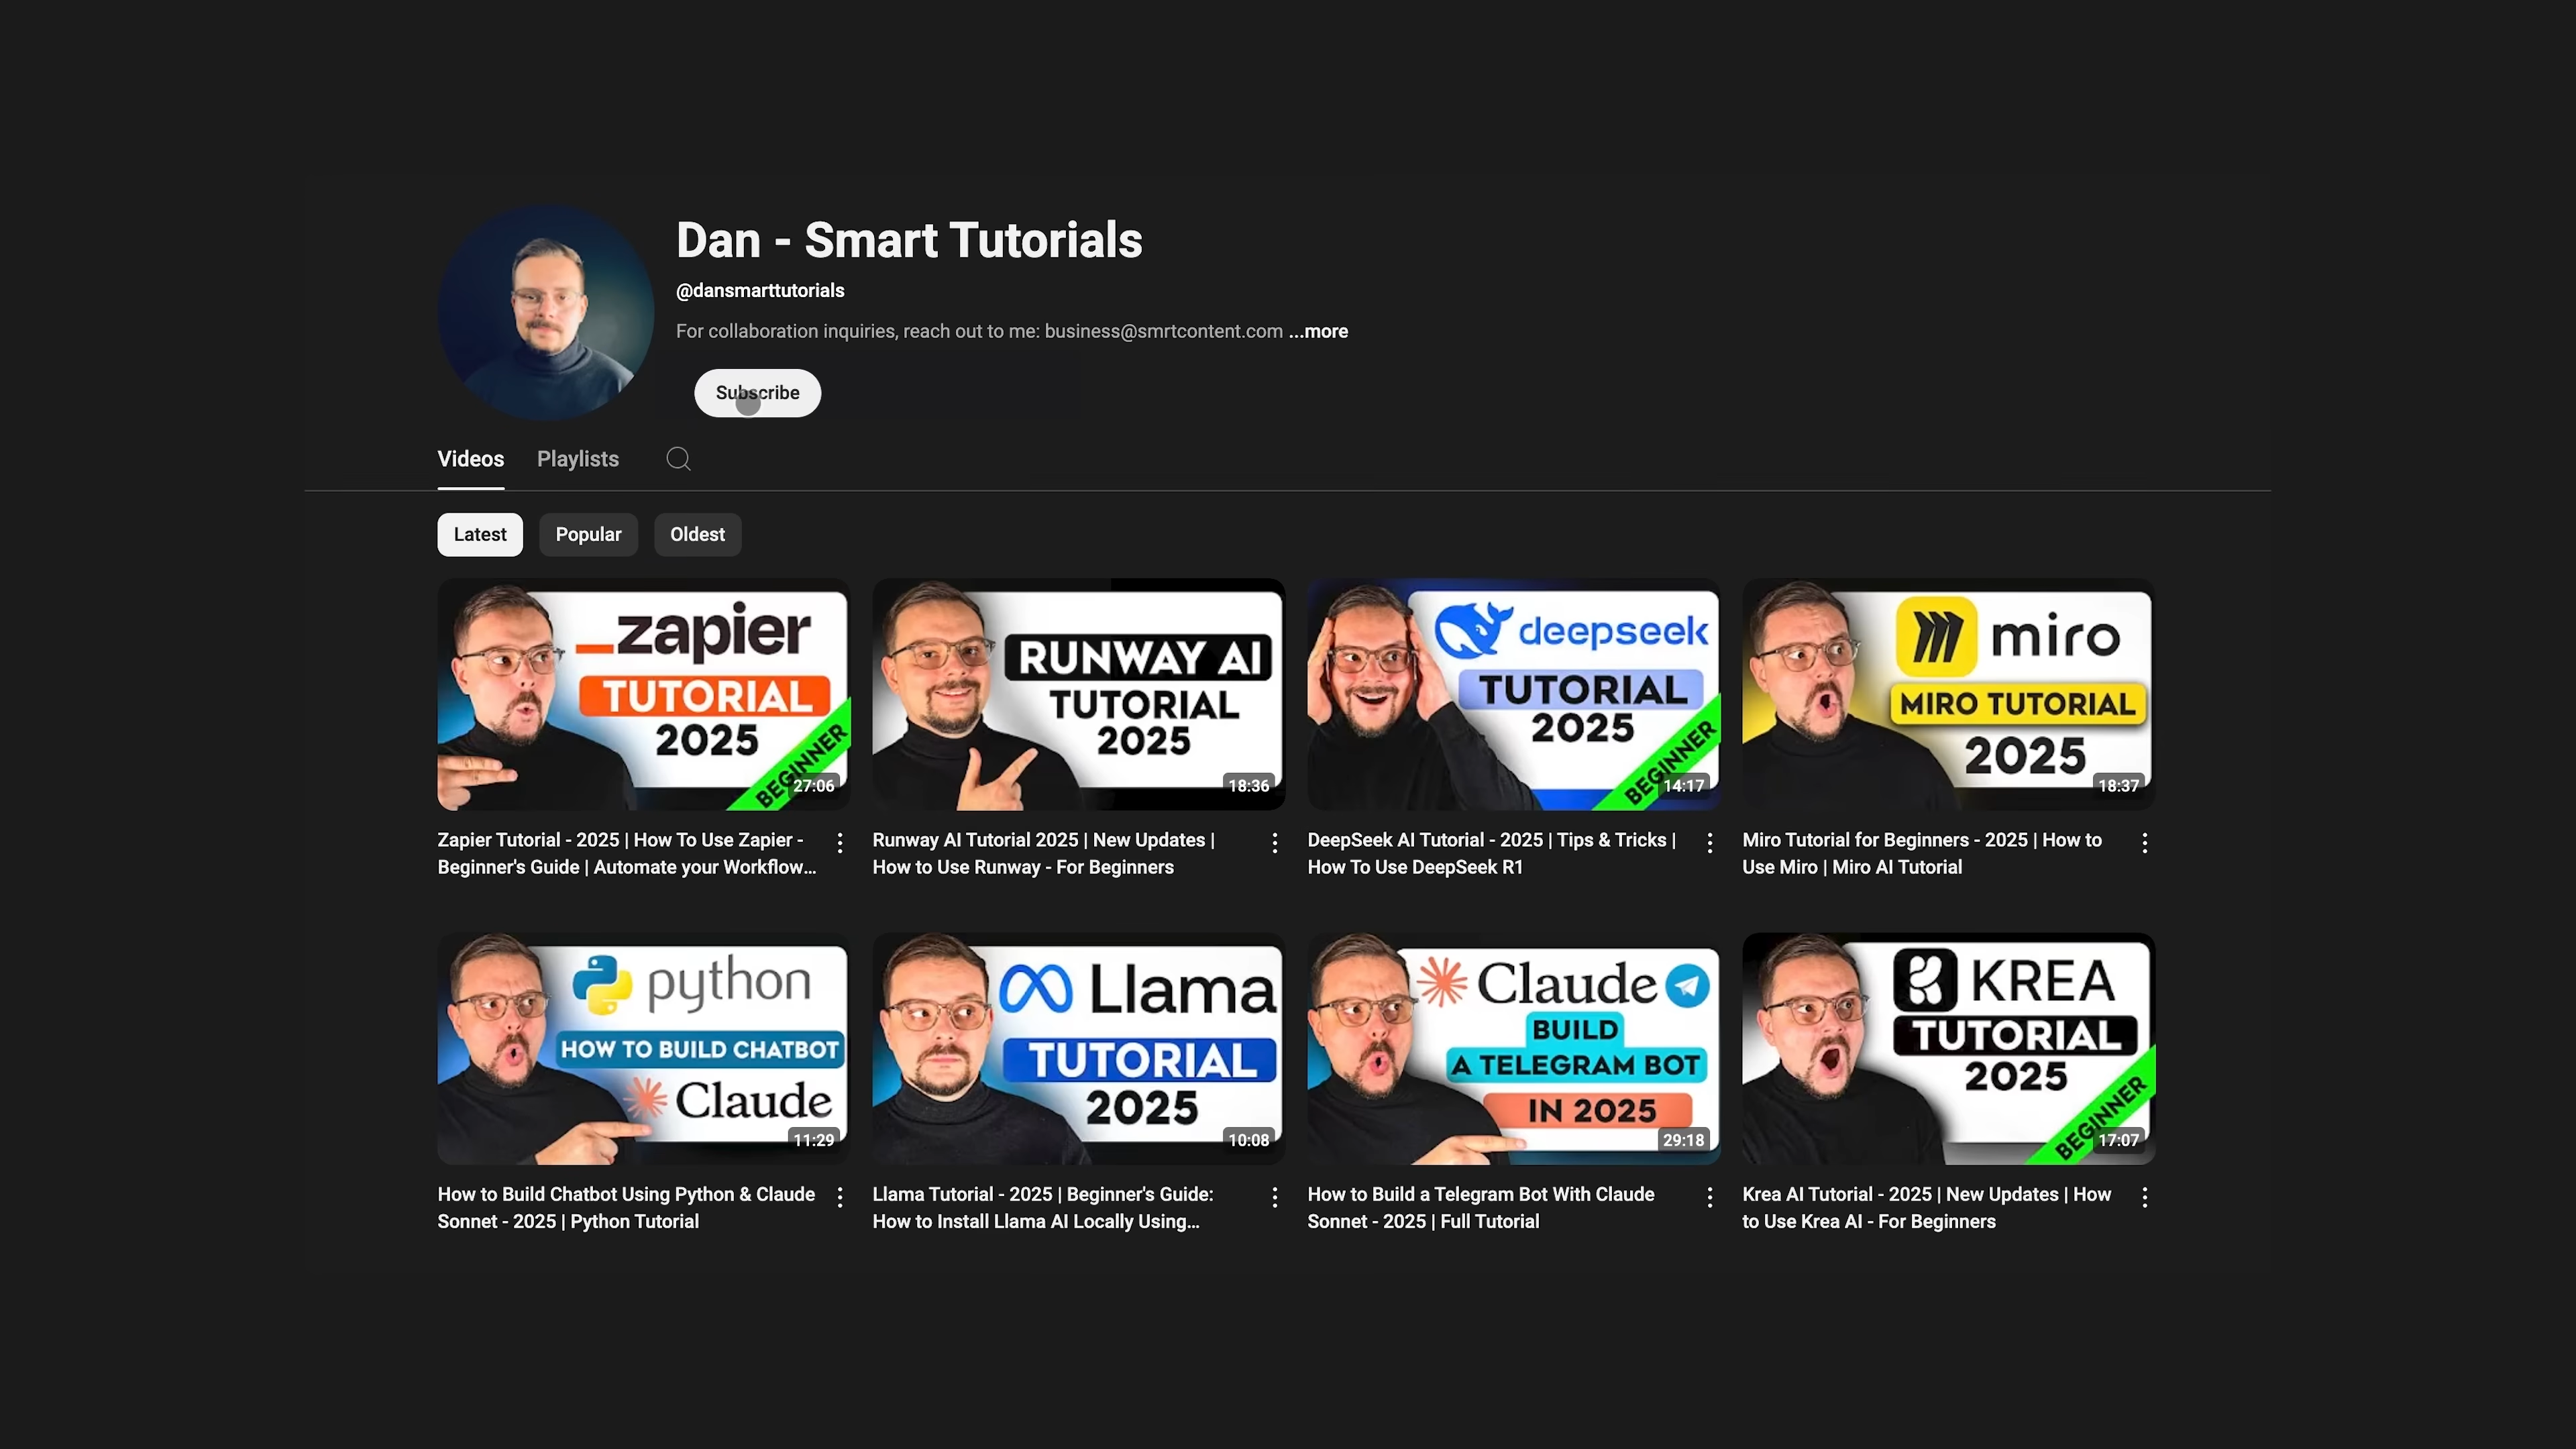 Dan - Smart Tutorials
@dansmarttutorials
For collaboration inquiries, reach out to me: business@smrtcontent.com ...more
Subscribe
Videos Playlists
Latest Popular Oldest
zapier
TUTORIAL
2025
BEGINNER
27:06
RUNWAY AI
TUTORIAL
2025
18:36
deepseek
TUTORIAL
2025
BEGINNER
14:17
miro
MIRO TUTORIAL
2025
18:37
Zapier Tutorial - 2025 | How To Use Zapier -
Beginner's Guide | Automate your Workflow...
Runway AI Tutorial 2025 | New Updates |
How to Use Runway - For Beginners
DeepSeek AI Tutorial - 2025 | Tips & Tricks |
How To Use DeepSeek R1
Miro Tutorial for Beginners - 2025 | How to
Use Miro | Miro AI Tutorial
python
HOW TO BUILD CHATBOT
Claude
11:29
Llama
TUTORIAL
2025
10:08
Claude
BUILD
A TELEGRAM BOT
IN 2025
29:18
KREA
TUTORIAL
2025
BEGINNER
17:07
How to Build Chatbot Using Python & Claude
Sonnet - 2025 | Python Tutorial
Llama Tutorial - 2025 | Beginner's Guide:
How to Install Llama AI Locally Using...
How to Build a Telegram Bot With Claude
Sonnet - 2025 | Full Tutorial
Krea AI Tutorial - 2025 | New Updates | How
to Use Krea AI - For Beginners